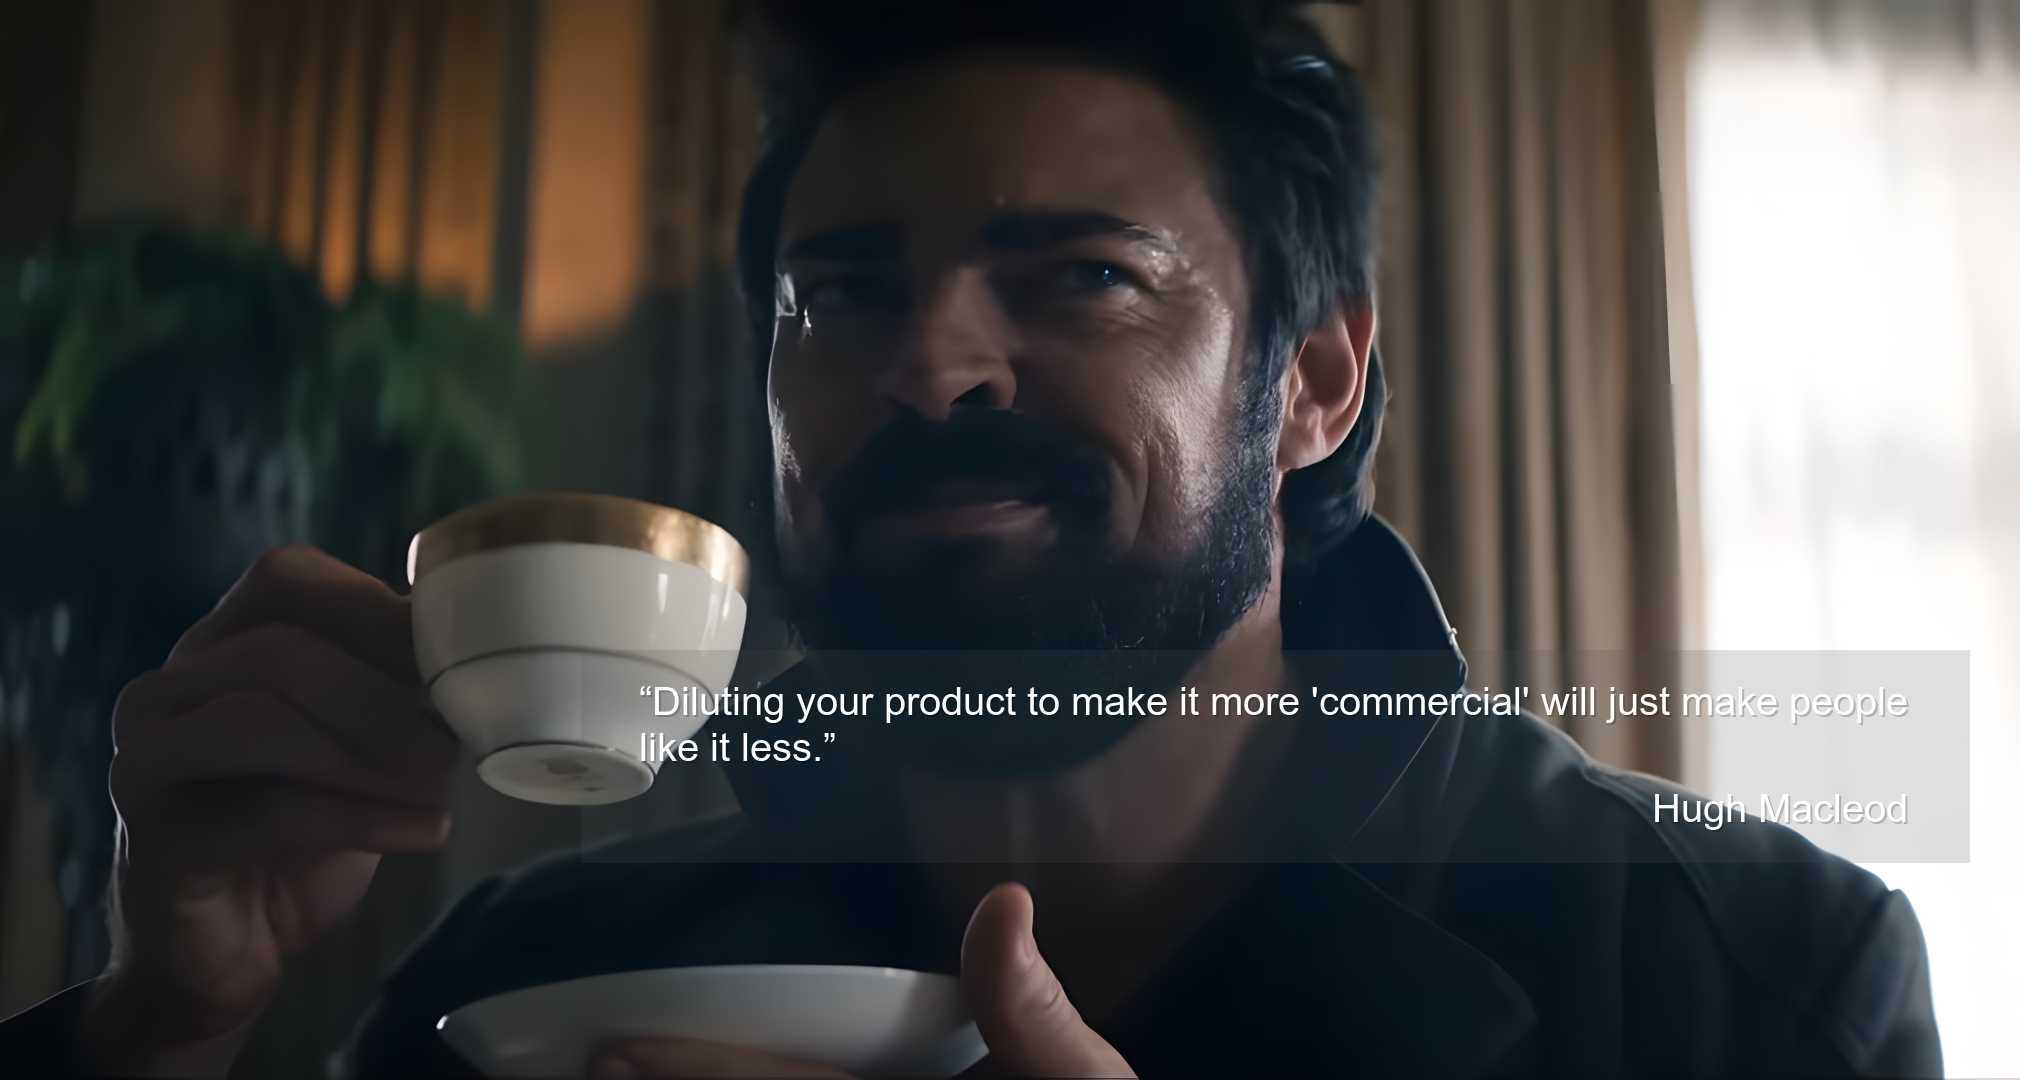 “Diluting your product to make it more 'commercial' will just make people
like it less.”
Hugh Macleod